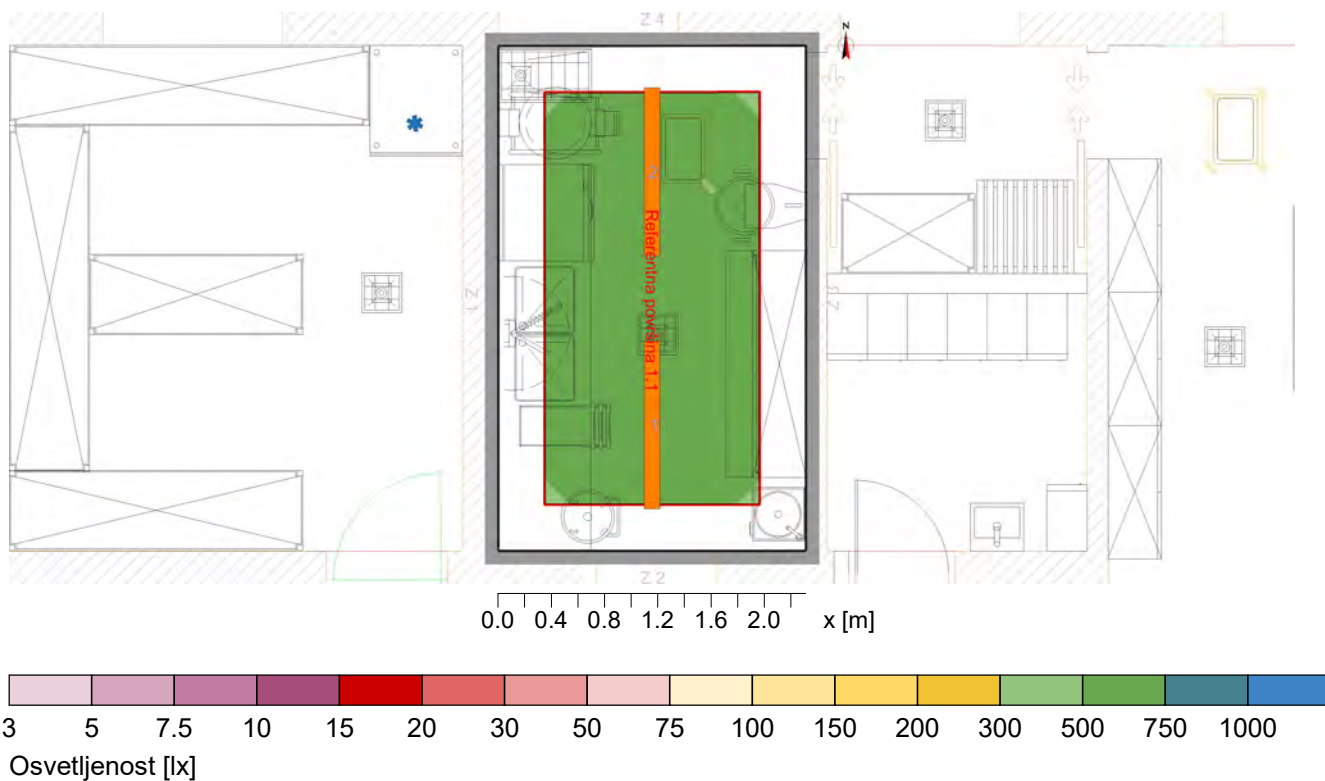 Z 4
N
2
Referentna površina 1.1
Z 1
Z 3
1
Z 2
0.0 0.4 0.8 1.2 1.6 2.0 x [m]
3 5 7.5 10 15 20 30 50 75 100 150 200 300 500 750 1000
Osvetljenost [lx]